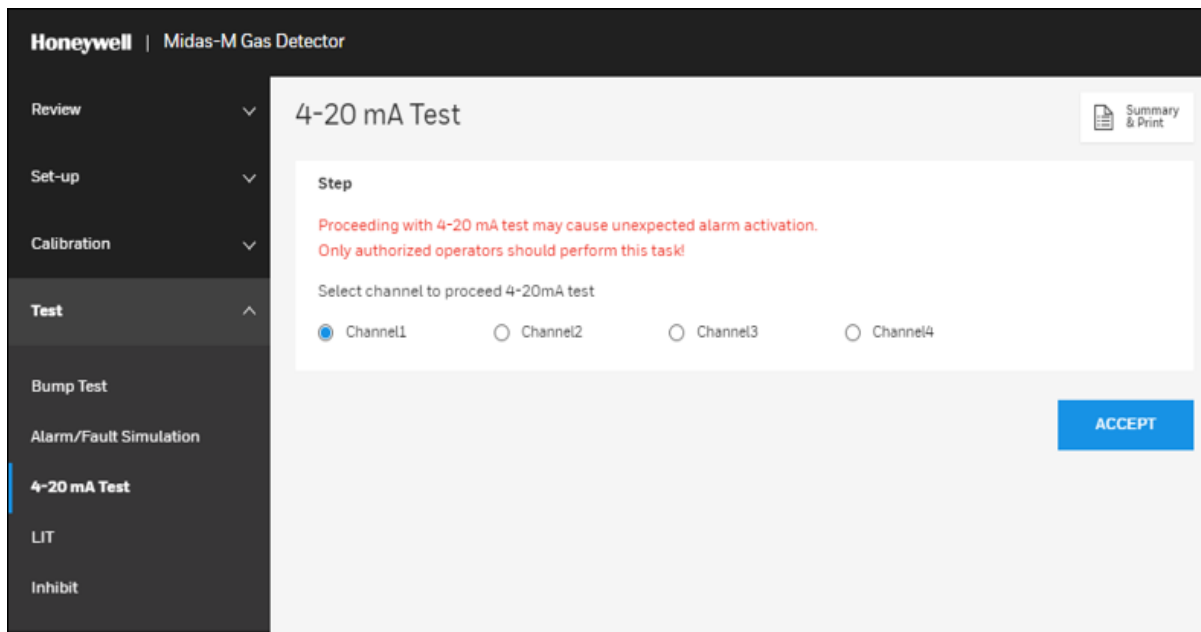 Honeywell | Midas-M Gas Detector
Review
Set-up
Calibration
Test
Bump Test
Alarm/Fault Simulation
4-20 mA Test
LIT
Inhibit
4-20 mA Test
Summary
& Print
Step
Proceeding with 4-20 mA test may cause unexpected alarm activation.
Only authorized operators should perform this task!
Select channel to proceed 4-20mA test
Channel1 Channel2 Channel3 Channel4
ACCEPT